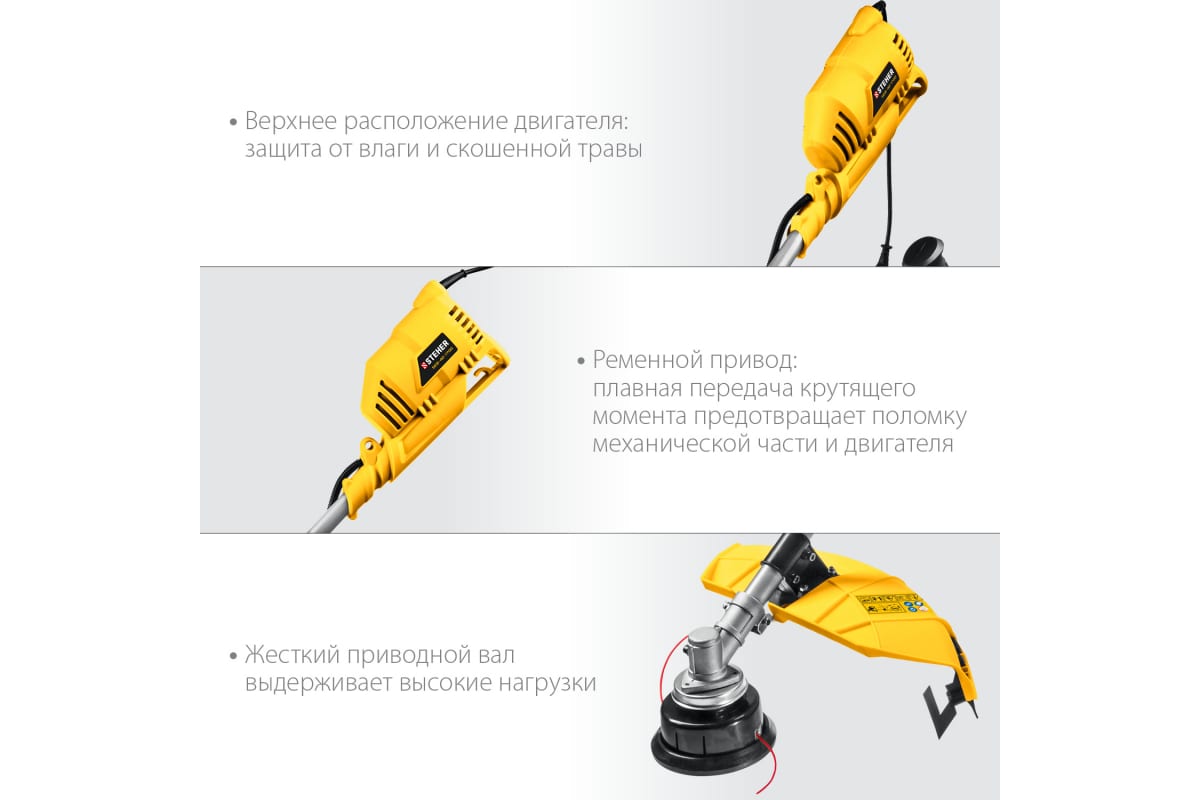 STEHER
• Верхнее расположение двигателя:
защита от влаги и скошенной травы
STEHER
• Ременной привод:
плавная передача крутящего
момента предотвращает поломку
механической части и двигателя
• Жесткий приводной вал
выдерживает высокие нагрузки